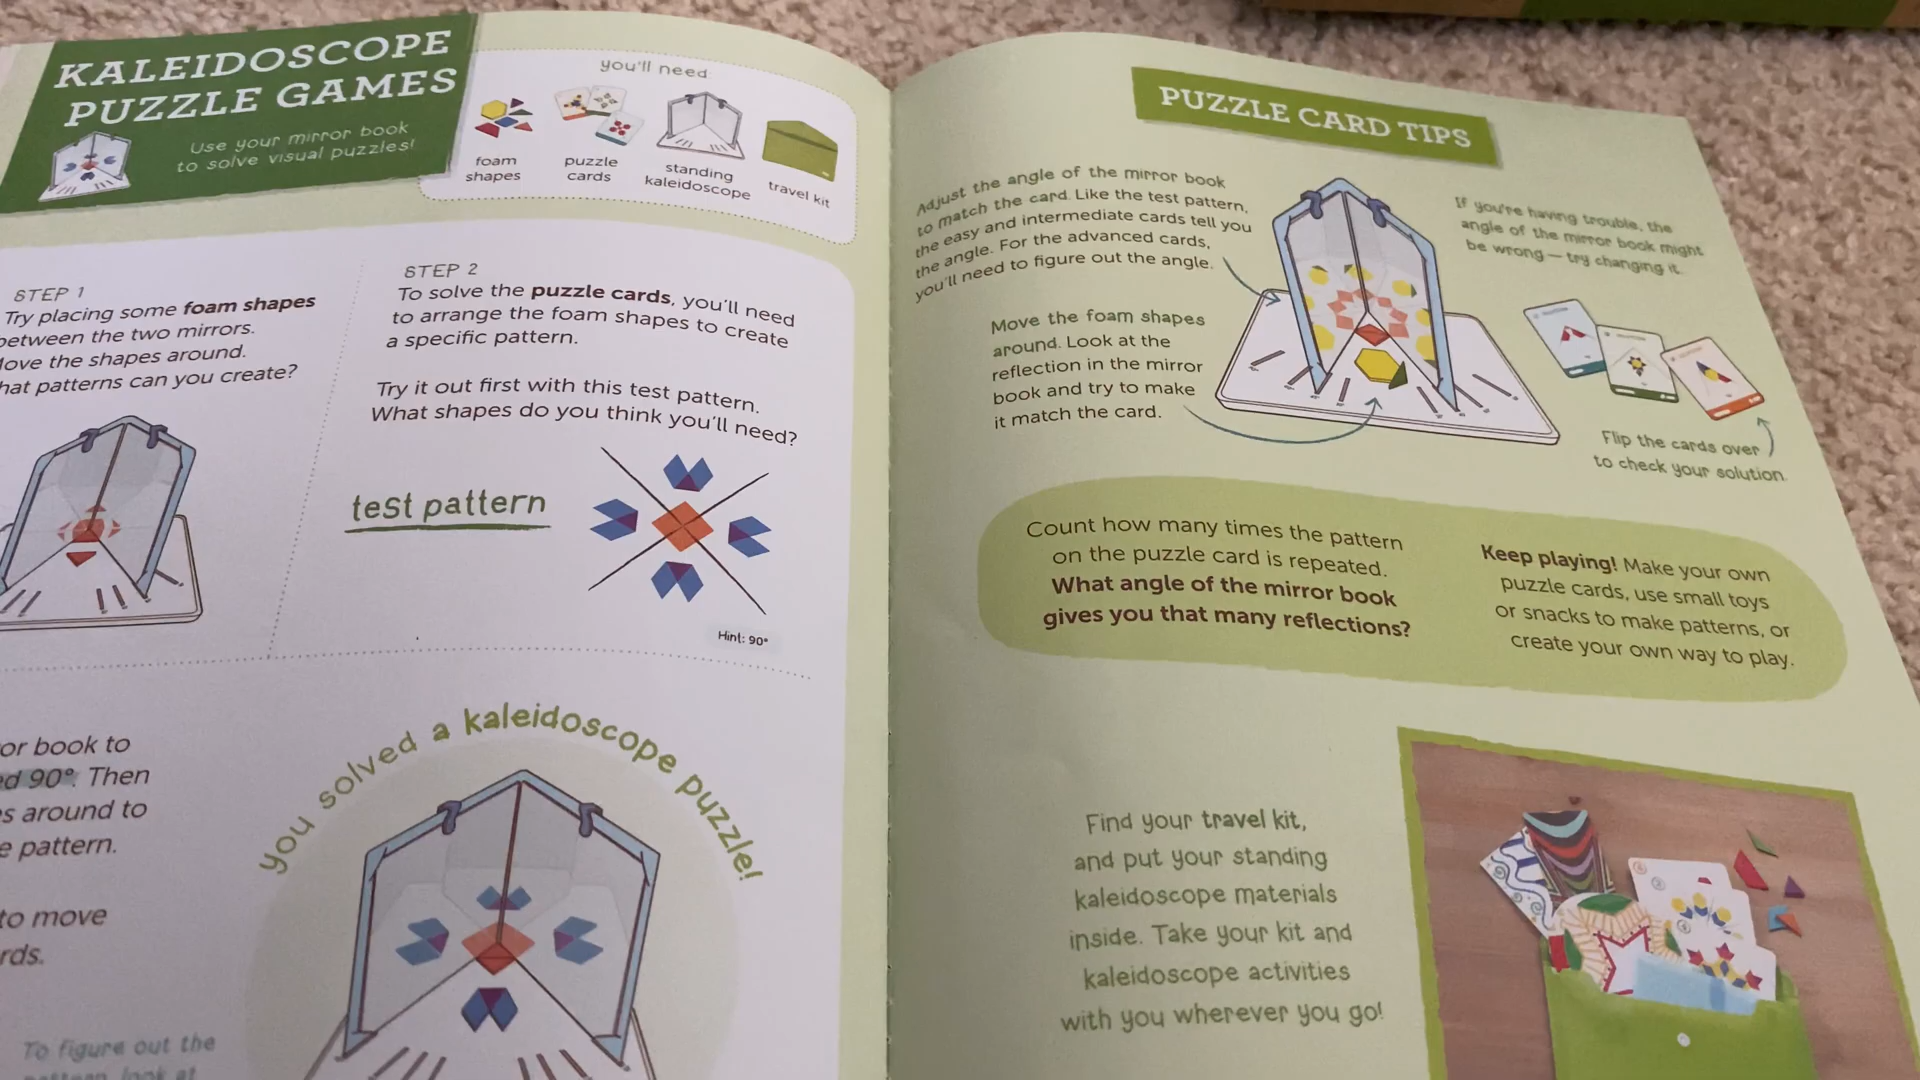 KALEIDOSCOPE
PUZZLE GAMES
Use your mirror book
to solve visual puzzles!
you'll need
foam
shapes
puzzle
cards
standing
kaleidoscope
travel kit
STEP 1
Try placing some foam shapes
between the two mirrors.
Move the shapes around.
hat patterns can you create?
STEP 2
To solve the puzzle cards, you'll need
to arrange the foam shapes to create
a specific pattern.
Try it out first with this test pattern.
What shapes do you think you'll need?
test pattern
Hint: 90°
or book to
ed 90°. Then
s around to
e pattern.
to move
rds.
To figure out the
pattern, look at
you solved a kaleidoscope puzzle!
PUZZLE CARD TIPS
Adjust the angle of the mirror book
to match the card. Like the test pattern,
the easy and intermediate cards tell you
the angle. For the advanced cards,
you'll need to figure out the angle.
If you're having trouble, the
angle of the mirror book might
be wrong — try changing it.
Move the foam shapes
around. Look at the
reflection in the mirror
book and try to make
it match the card.
Flip the cards over
to check your solution.
Count how many times the pattern
on the puzzle card is repeated.
What angle of the mirror book
gives you that many reflections?
Keep playing! Make your own
puzzle cards, use small toys
or snacks to make patterns, or
create your own way to play.
Find your travel kit,
and put your standing
kaleidoscope materials
inside. Take your kit and
kaleidoscope activities
with you wherever you go!